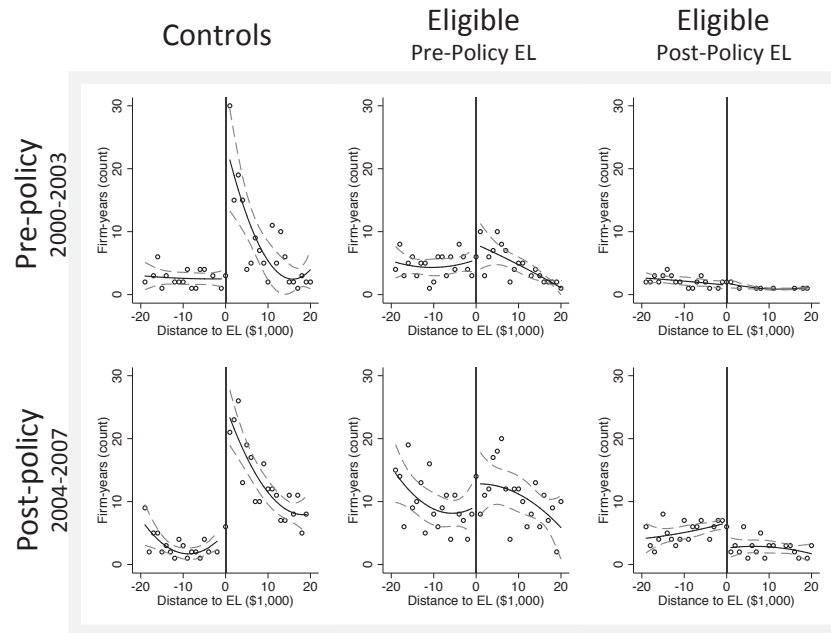 Controls
Eligible
Pre-Policy EL
Eligible
Post-Policy EL
Pre-policy
2000-2003
Firm-years (count)
30
20
10
0
-20
-10
0
10
20
Distance to EL ($1,000)
Firm-years (count)
30
20
10
0
-20
-10
0
10
20
Distance to EL ($1,000)
Firm-years (count)
30
20
10
0
-20
-10
0
10
20
Distance to EL ($1,000)
Post-policy
2004-2007
Firm-years (count)
30
20
10
0
-20
-10
0
10
20
Distance to EL ($1,000)
Firm-years (count)
30
20
10
0
-20
-10
0
10
20
Distance to EL ($1,000)
Firm-years (count)
30
20
10
0
-20
-10
0
10
20
Distance to EL ($1,000)